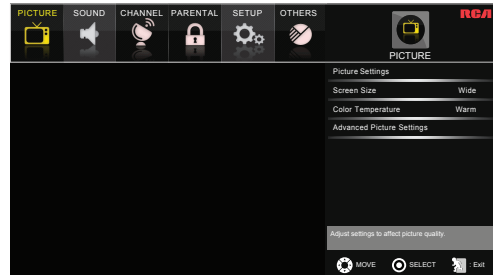 PICTURE SOUND CHANNEL PARENTAL SETUP OTHERS
RCA
PICTURE
Picture Settings
Screen Size Wide
Color Temperature Warm
Advanced Picture Settings
Adjust settings to affect picture quality.
MOVE SELECT : Exit